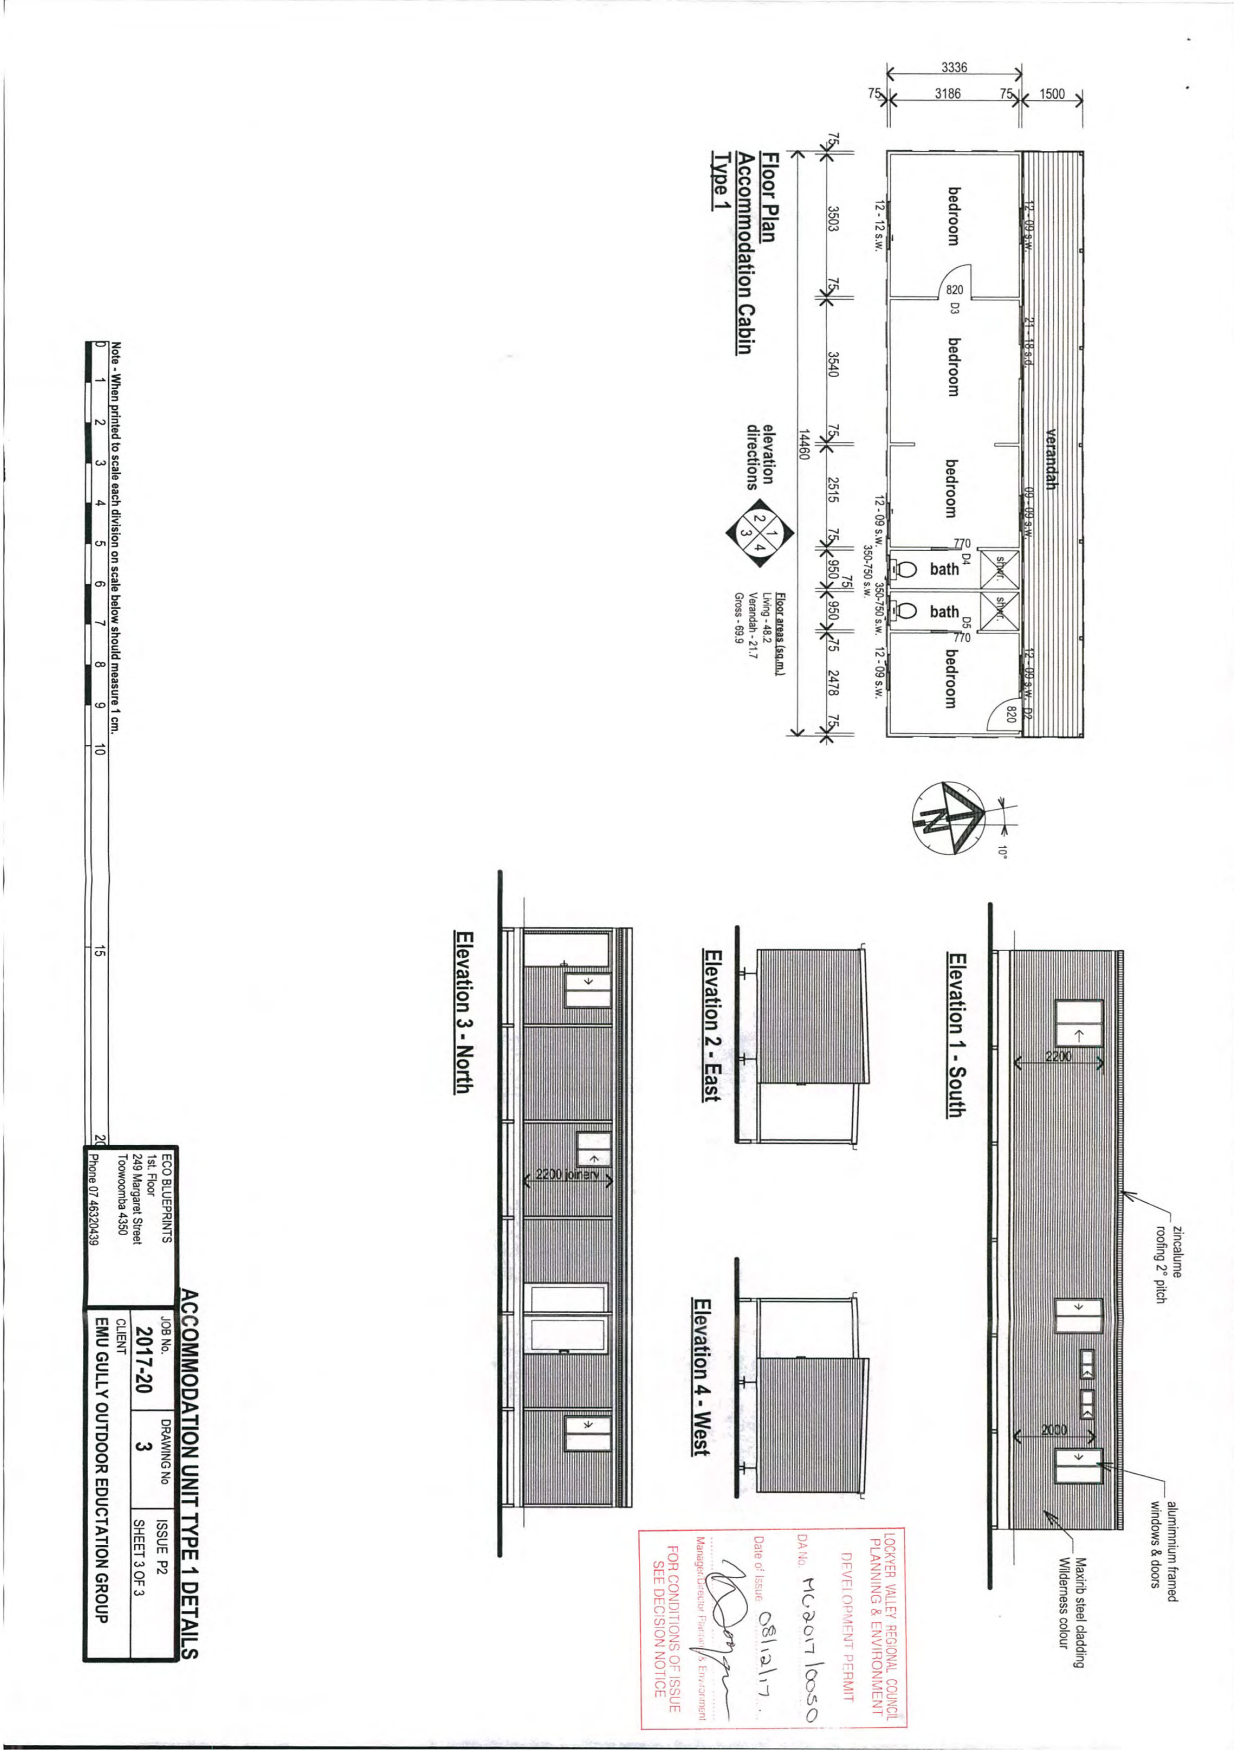 3336
75
3186
75
1500
bedroom
bedroom
bedroom
bath
bath
bedroom
verandah
12 - 09 s.w.
21 - 18 s.d.
09 - 09 s.w.
12 - 09 s.w.
D2
820
D3
820
770
D4
770
D5
shwr.
shwr.
12 - 12 s.w.
12 - 09 s.w.
350-750 s.w.
350-750 s.w.
12 - 09 s.w.
75
3503
75
3540
75
2515
75
950
75
950
75
2478
75
14460
Floor Plan
Accommodation Cabin
Type 1
elevation
directions
1
2
3
4
Floor areas (sq.m.)
Living - 48.2
Verandah - 21.7
Gross - 69.9
N
10°
zincalume
roofing 2° pitch
2200
2000
aluminnium framed
windows & doors
Maxirib steel cladding
Wilderness colour
Elevation 1 - South
Elevation 2 - East
Elevation 4 - West
2200 joinery
Elevation 3 - North
LOCKYER VALLEY REGIONAL COUNCIL
PLANNING & ENVIRONMENT
DEVELOPMENT PERMIT
DA No. MC2017/0050
Date of Issue 08/12/17
Manager/Director Planning & Environment
FOR CONDITIONS OF ISSUE
SEE DECISION NOTICE
Note - When printed to scale each division on scale below should measure 1 cm.
0 1 2 3 4 5 6 7 8 9 10 15 20
ACCOMMODATION UNIT TYPE 1 DETAILS
ECO BLUEPRINTS
1st. Floor
249 Margaret Street
Toowoomba 4350
Phone 07 46320439
JOB No.
2017-20
DRAWING No
3
ISSUE P2
SHEET 3 OF 3
CLIENT
EMU GULLY OUTDOOR EDUCTATION GROUP